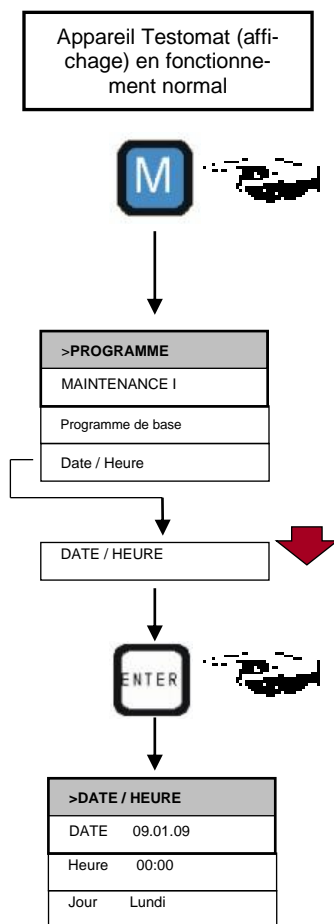 Appareil Testomat (affi-
chage) en fonctionne-
ment normal
M
>PROGRAMME
MAINTENANCE I
Programme de base
Date / Heure
DATE / HEURE
ENTER
>DATE / HEURE
DATE 09.01.09
Heure 00:00
Jour Lundi